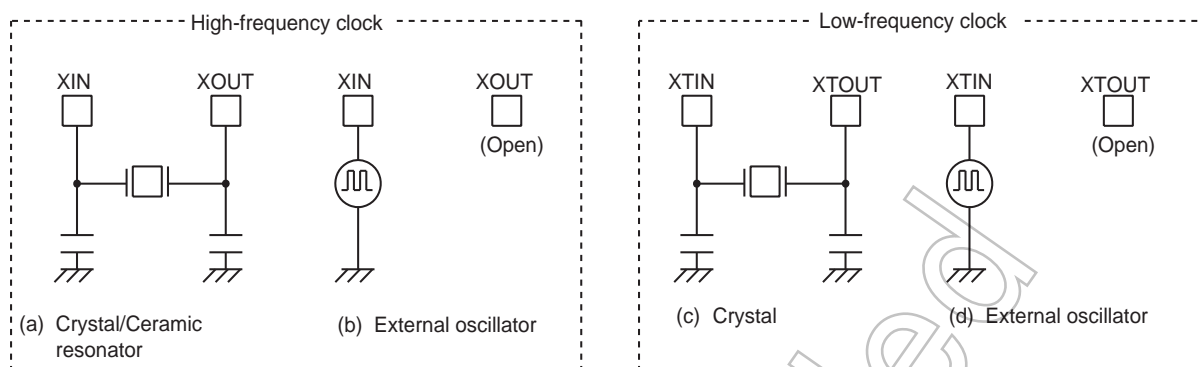 High-frequency clock
XIN
XOUT
XIN
XOUT
(Open)
(a) Crystal/Ceramic
resonator
(b) External oscillator
Low-frequency clock
XTIN
XTOUT
XTIN
XTOUT
(Open)
(c) Crystal
(d) External oscillator